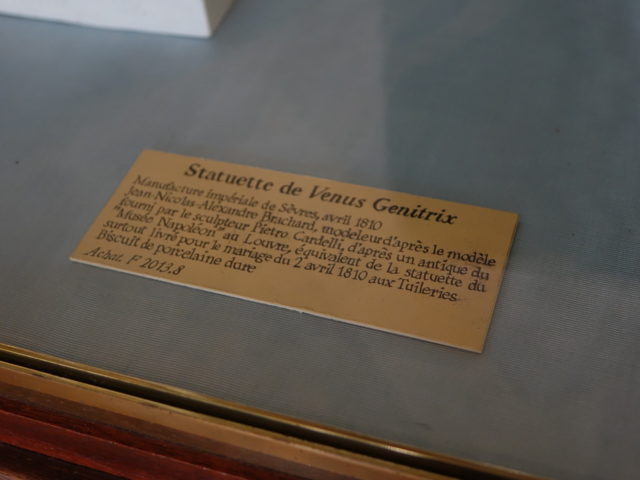 Statuette de Venus Genitrix
Manufacture impériale de Sèvres, avril 1810
Jean-Nicolas-Alexandre Brachard, modeleur d'après le modèle
fourni par le sculpteur Pietro Cardelli, d'après un antique du
"Musée Napoléon" au Louvre, équivalent de la statuette du
surtout livré pour le mariage du 2 avril 1810 aux Tuileries
Biscuit de porcelaine dure
Achat. F 2013.8